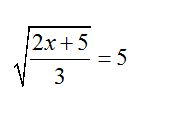 √((2x+5)/3) = 5